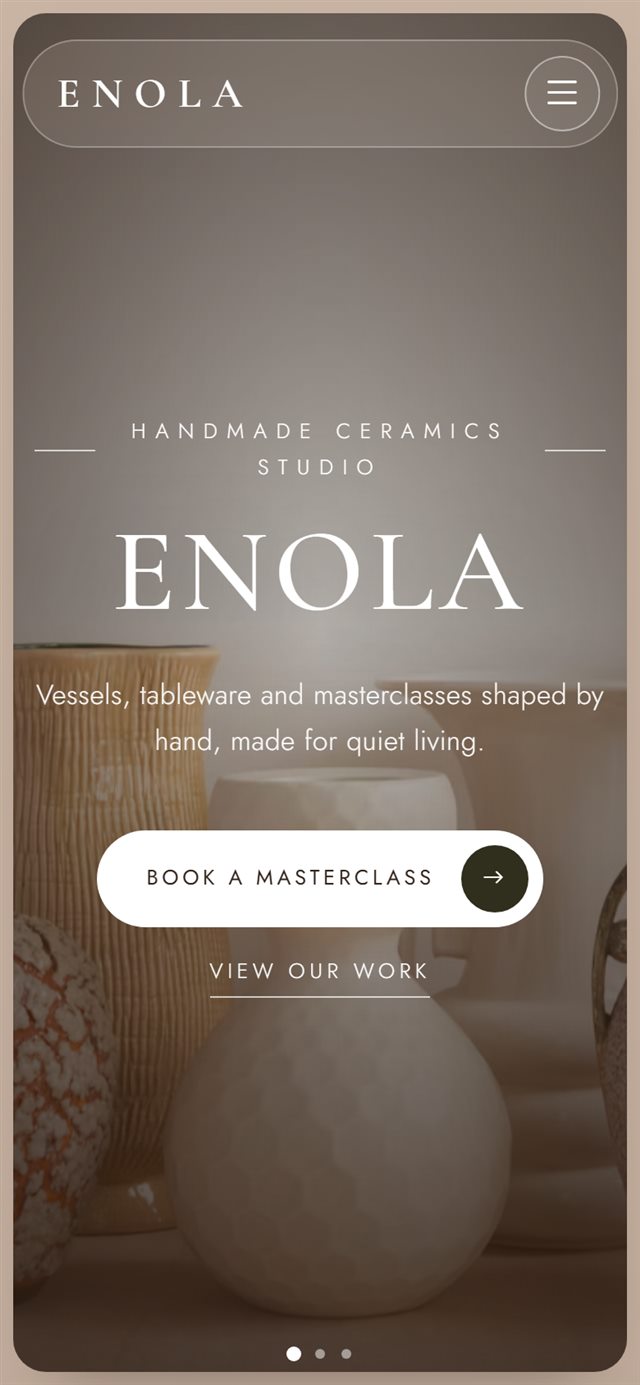 ENOLA
HANDMADE CERAMICS
STUDIO
ENOLA
Vessels, tableware and masterclasses shaped by
hand, made for quiet living.
BOOK A MASTERCLASS
VIEW OUR WORK